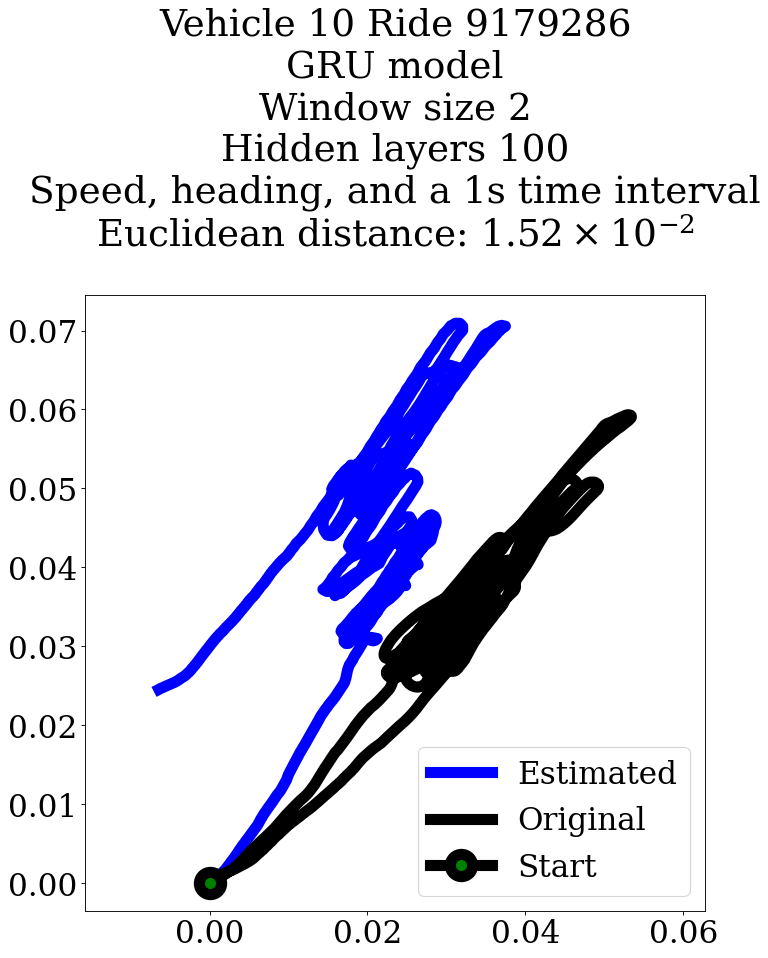 Vehicle 10 Ride 9179286
GRU model
Window size 2
Hidden layers 100
Speed, heading, and a 1s time interval
Euclidean distance: 1.52 × 10⁻²
0.07
0.06
0.05
0.04
0.03
0.02
0.01
0.00
Estimated
Original
Start
0.00 0.02 0.04 0.06